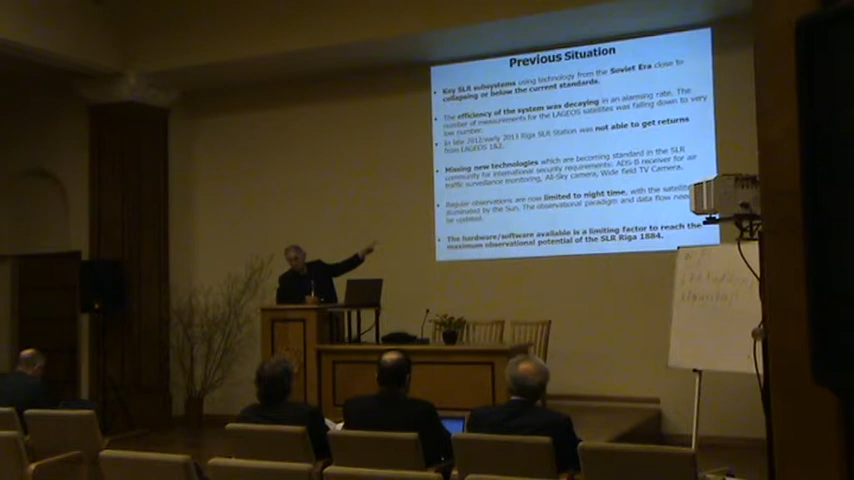 Previous Situation
• Key SLR subsystems using technology from the Soviet Era close to
collapsing or below the current standards.
• The efficiency of the system was decaying in an alarming rate. The
number of measurements for the LAGEOS satellites was falling down to very
low number.
• In late 2012/early 2013 Riga SLR Station was not able to get returns
from LAGEOS 1&2.
• Missing new technologies which are becoming standard in the SLR
community for international security requirements: ADS-B receiver for air
traffic surveillance monitoring, All-Sky camera, Wide field TV Camera.
• Regular observations are now limited to night time, with the satellite
illuminated by the Sun, The observational paradigm and data flow need
be updated.
• The hardware/software available is a limiting factor to reach the
maximum observational potential of the SLR Riga 1884.